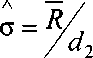 σ̂ = R̅/d₂